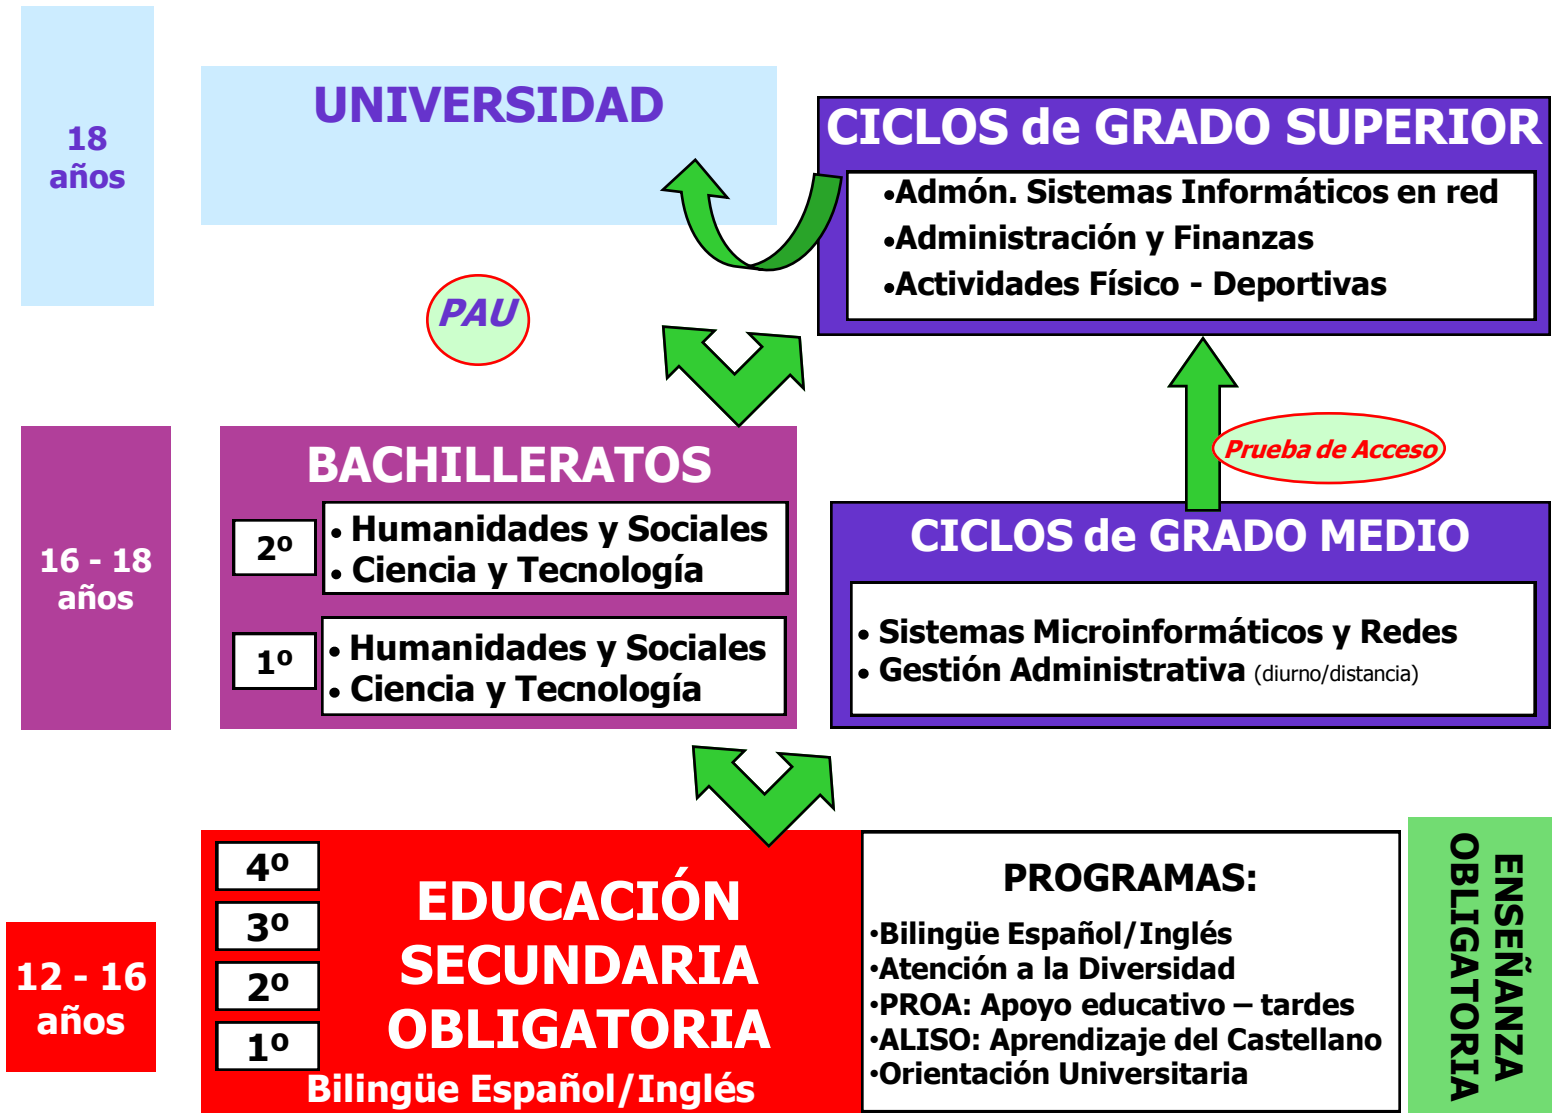 18
años
UNIVERSIDAD
CICLOS de GRADO SUPERIOR
•Admón. Sistemas Informáticos en red
•Administración y Finanzas
•Actividades Físico - Deportivas
PAU
16 - 18
años
BACHILLERATOS
2º
• Humanidades y Sociales
• Ciencia y Tecnología
1º
• Humanidades y Sociales
• Ciencia y Tecnología
Prueba de Acceso
CICLOS de GRADO MEDIO
• Sistemas Microinformáticos y Redes
• Gestión Administrativa (diurno/distancia)
12 - 16
años
4º
3º
2º
1º
EDUCACIÓN
SECUNDARIA
OBLIGATORIA
Bilingüe Español/Inglés
PROGRAMAS:
•Bilingüe Español/Inglés
•Atención a la Diversidad
•PROA: Apoyo educativo – tardes
•ALISO: Aprendizaje del Castellano
•Orientación Universitaria
ENSEÑANZA
OBLIGATORIA